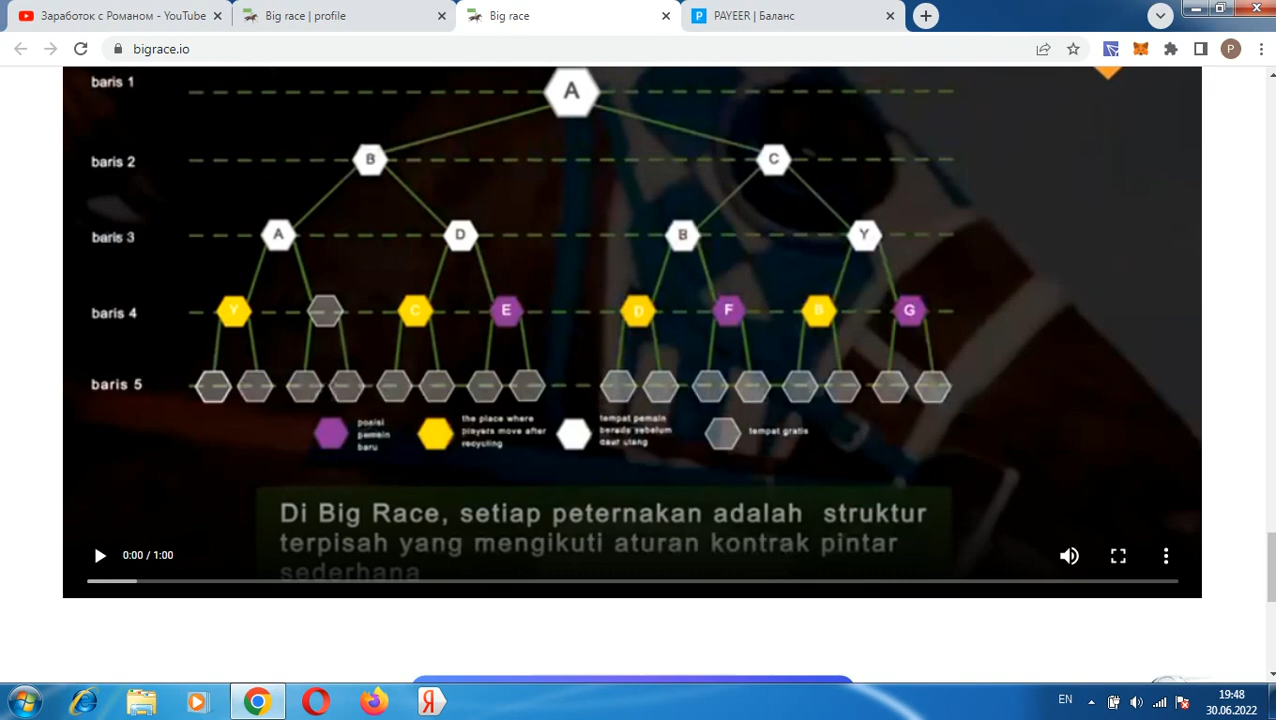 Заработок с Романом - YouTube
Big race | profile
Big race
PAYEER | Баланс
bigrace.io
P
baris 1
A
baris 2
B C
baris 3
A D B Y
baris 4
Y C E D F B G
baris 5
posisi
pemain
baru
the place where
players move after
recycling
tempat pemain
berada sebelum
daur ulang
tempat gratis
Di Big Race, setiap peternakan adalah struktur
terpisah yang mengikuti aturan kontrak pintar
sederhana
0:00 / 1:00
EN
19:48
30.06.2022